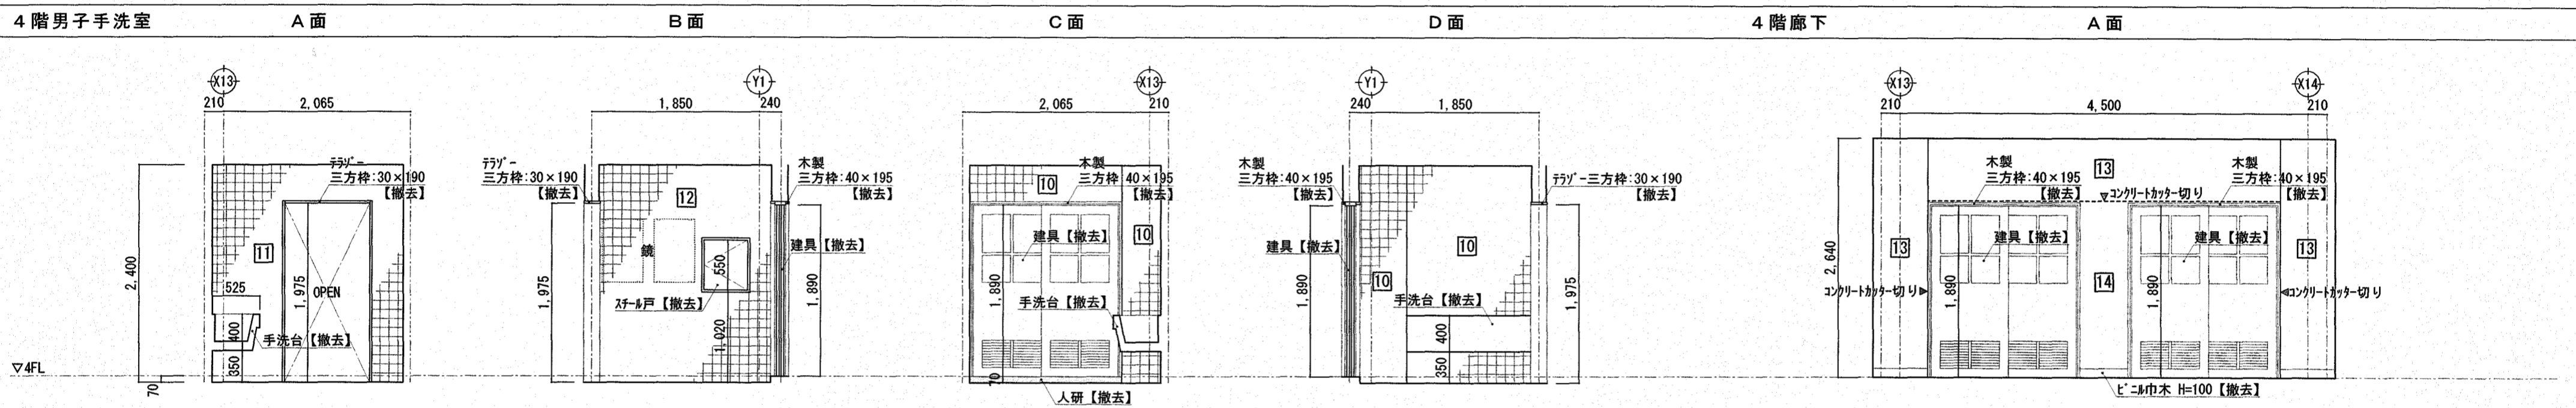 4階男子手洗室
A面
B面
C面
D面
4階廊下
A面
X13
210
2,065
テラゾー
三方枠:30×190
【撤去】
11
2,400
525
1,975
OPEN
400
手洗台【撤去】
350
▽4FL
70
Y1
1,850
240
テラゾー
三方枠:30×190
【撤去】
木製
三方枠:40×195
【撤去】
12
鏡
550
建具【撤去】
スチール戸【撤去】
1,975
1,890
1,020
X13
2,065
210
木製
三方枠:40×195
【撤去】
10
10
建具【撤去】
1,890
手洗台【撤去】
70
人研【撤去】
Y1
240
1,850
木製
三方枠:40×195
【撤去】
テラゾー三方枠:30×190
【撤去】
10
建具【撤去】
10
1,890
手洗台【撤去】
1,975
400
350
X13
X14
210
4,500
210
木製
三方枠:40×195
【撤去】
13
木製
三方枠:40×195
【撤去】
▽コンクリートカッター切り
建具【撤去】
建具【撤去】
13
13
2,640
14
コンクリートカッター切り▶
◀コンクリートカッター切り
1,890
1,890
ビニル巾木 H=100【撤去】